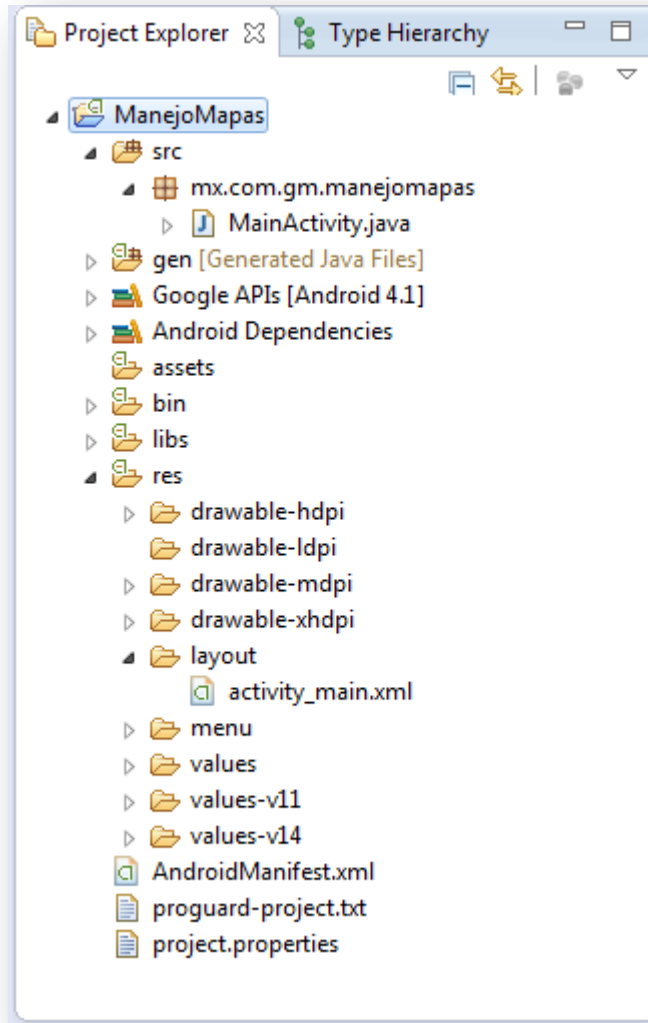 Project Explorer Type Hierarchy
ManejoMapas
src
mx.com.gm.manejomapas
MainActivity.java
gen [Generated Java Files]
Google APIs [Android 4.1]
Android Dependencies
assets
bin
libs
res
drawable-hdpi
drawable-ldpi
drawable-mdpi
drawable-xhdpi
layout
activity_main.xml
menu
values
values-v11
values-v14
AndroidManifest.xml
proguard-project.txt
project.properties